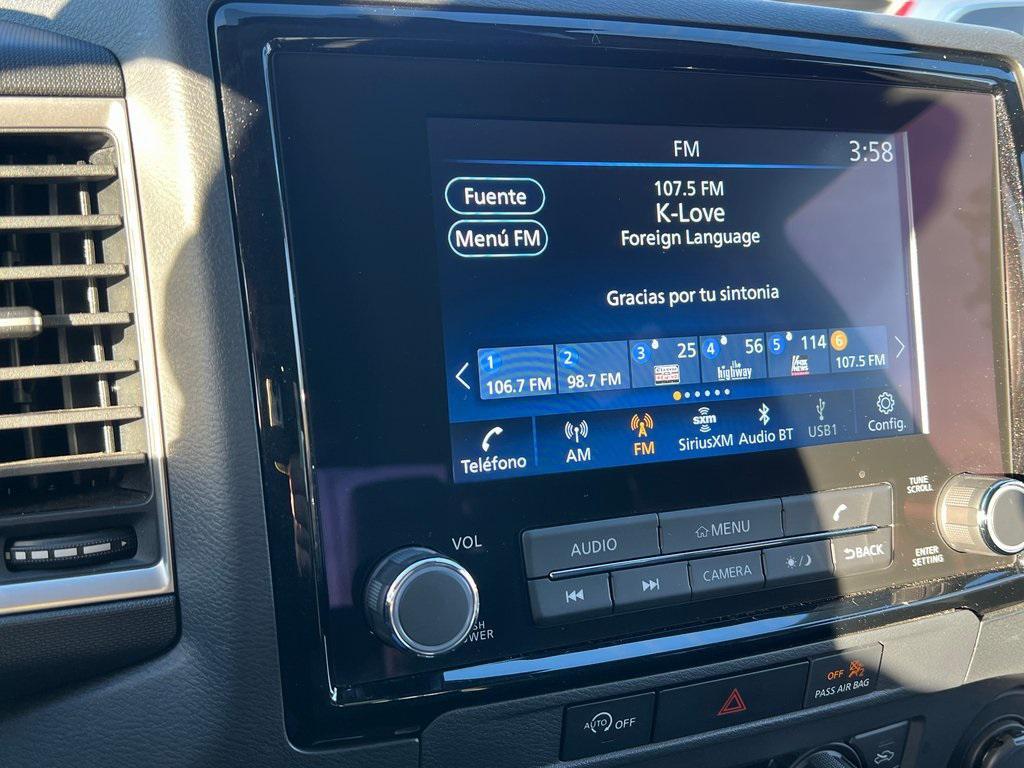 FM
3:58
Fuente
107.5 FM
K-Love
Menú FM
Foreign Language
Gracias por tu sintonia
1
106.7 FM
2
98.7 FM
3
25
4
56
the highway
5
114
FOX NEWS
6
107.5 FM
Teléfono
AM
FM
sxm
SiriusXM
Audio BT
USB1
Config.
TUNE
SCROLL
VOL
AUDIO
MENU
CAMERA
BACK
ENTER
SETTING
AUTO OFF
OFF
PASS AIR BAG